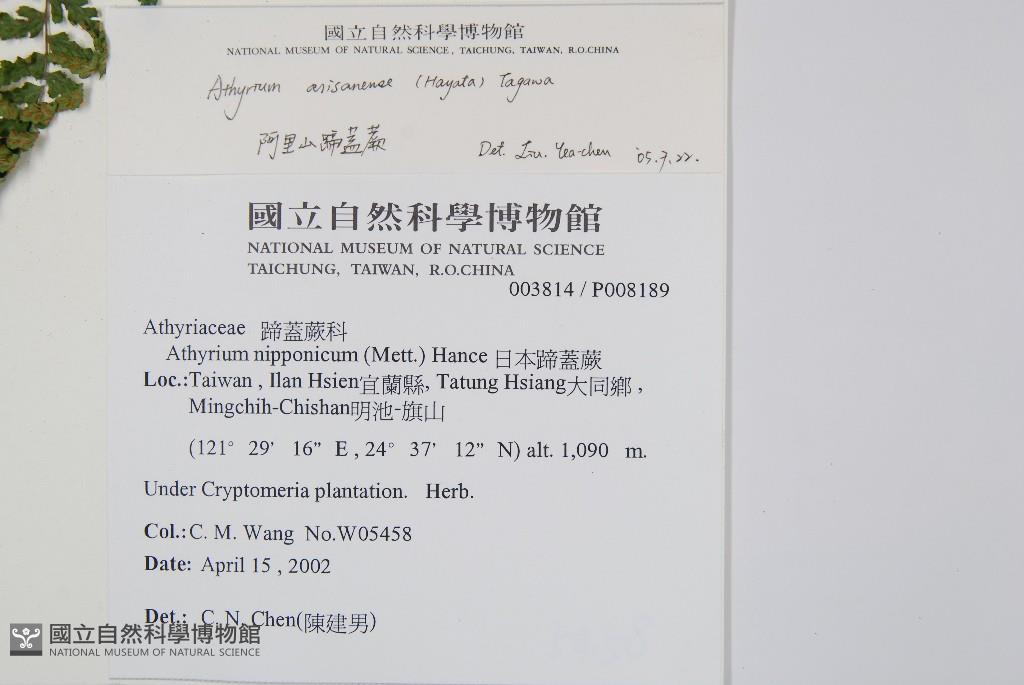 國立自然科學博物館
NATIONAL MUSEUM OF NATURAL SCIENCE, TAICHUNG, TAIWAN, R.O.CHINA
Athyrium arisanense (Hayata) Tagawa
阿里山蹄蓋蕨
Det. Liu. Yea-chen '05.7.22.
國立自然科學博物館
NATIONAL MUSEUM OF NATURAL SCIENCE
TAICHUNG, TAIWAN, R.O.CHINA
003814 / P008189
Athyriaceae 蹄蓋蕨科
Athyrium nipponicum (Mett.) Hance 日本蹄蓋蕨
Loc.:Taiwan , Ilan Hsien宜蘭縣, Tatung Hsiang大同鄉 ,
Mingchih-Chishan明池-旗山
(121° 29' 16” E , 24° 37' 12” N) alt. 1,090 m.
Under Cryptomeria plantation. Herb.
Col.: C. M. Wang No.W05458
Date: April 15 , 2002
Det.: C. N. Chen(陳建男)
國立自然科學博物館
NATIONAL MUSEUM OF NATURAL SCIENCE